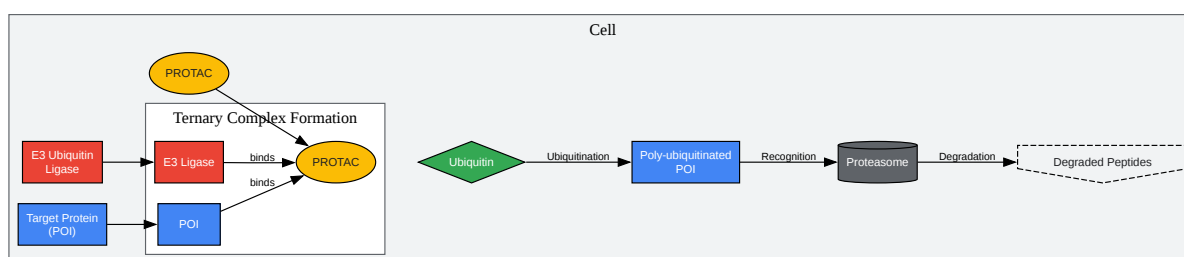 Cell
PROTAC
Ternary Complex Formation
E3 Ubiquitin
Ligase
E3 Ligase
binds
PROTAC
binds
Target Protein
(POI)
POI
Ubiquitin
Ubiquitination
Poly-ubiquitinated
POI
Recognition
Proteasome
Degradation
Degraded Peptides